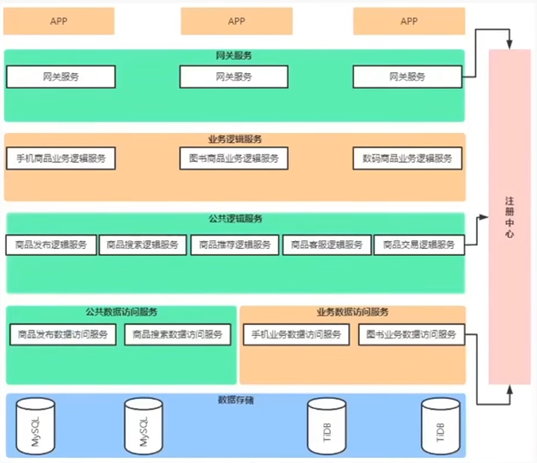 APP
APP
APP
网关服务
网关服务
网关服务
网关服务
业务逻辑服务
手机商品业务逻辑服务
图书商品业务逻辑服务
数码商品业务逻辑服务
注册中心
公共逻辑服务
商品发布逻辑服务
商品搜素逻辑服务
商品推荐逻辑服务
商品客服逻辑服务
商品交易逻辑服务
公共数据访问服务
业务数据访问服务
商品发布数据访问服务
商品搜素数据访问服务
手机业务数据访问服务
图书业务数据访问服务
数据存储
MySQL
MySQL
TiDB
TiDB